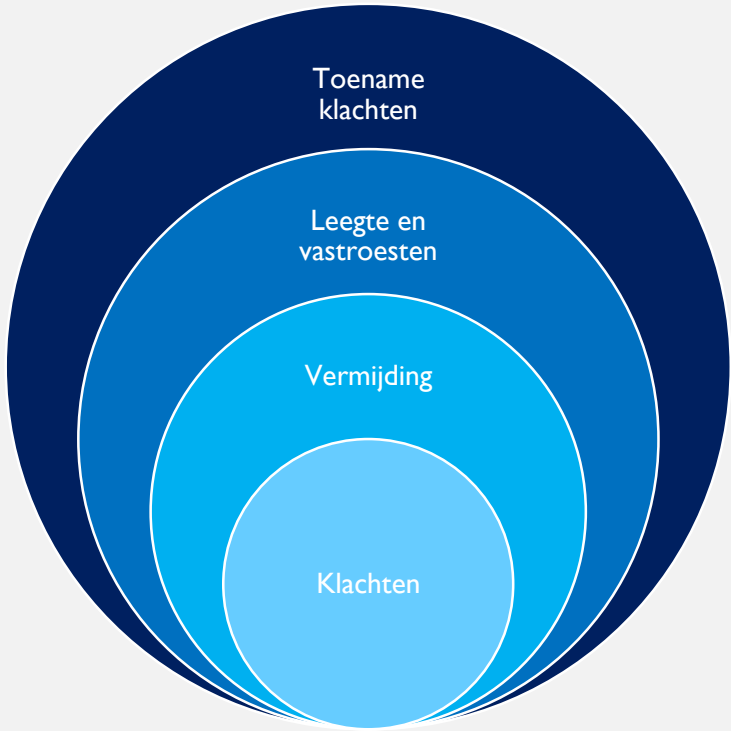 Toename
klachten
Leegte en
vastroesten
Vermijding
Klachten